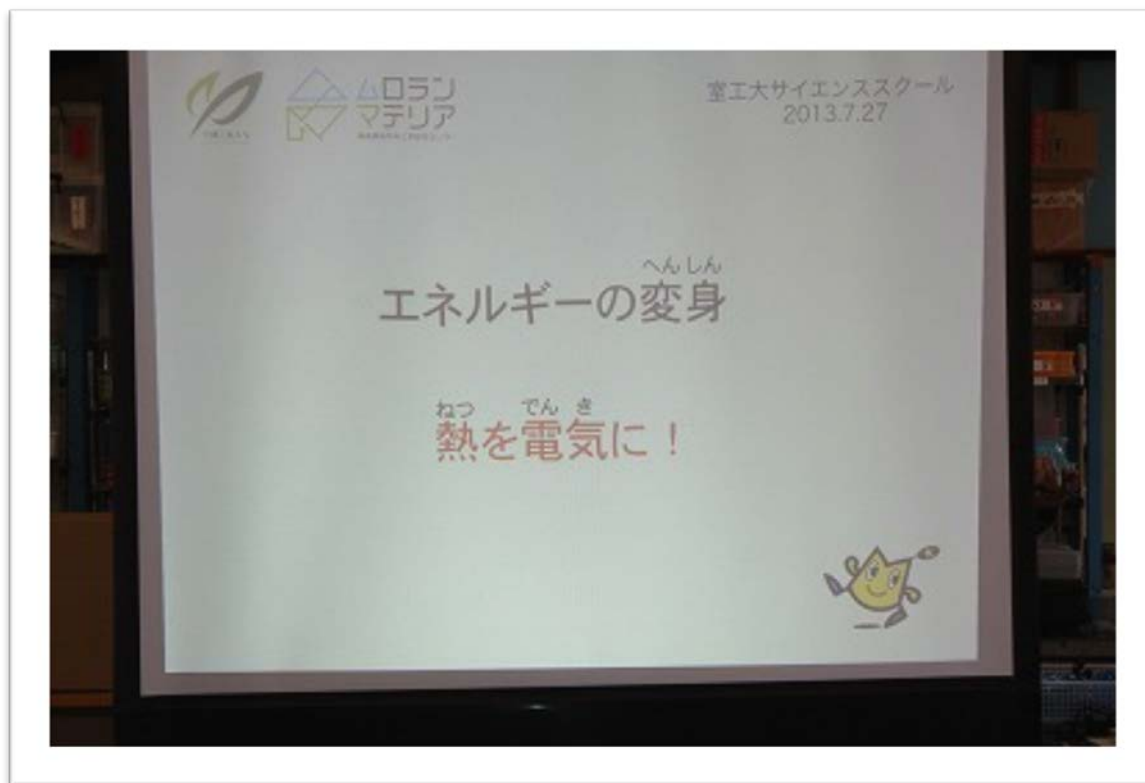 ムロラン
マテリア
室工大サイエンススクール
2013.7.27
へんしん
エネルギーの変身
ねつ でんき
熱を電気に！